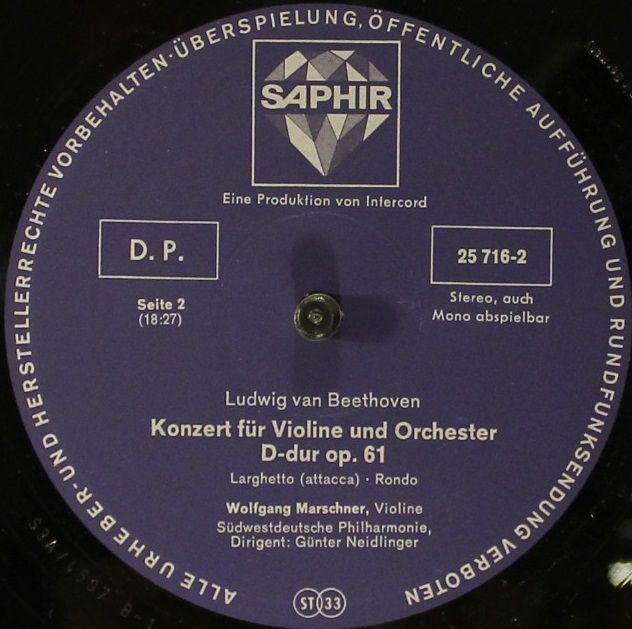 ALLE URHEBER- UND HERSTELLERRECHTE VORBEHALTEN · ÜBERSPIELUNG, ÖFFENTLICHE AUFFÜHRUNG UND RUNDFUNKSENDUNG VERBOTEN
SAPHIR
Eine Produktion von Intercord
D. P.
25 716-2
Seite 2
(18:27)
Stereo, auch
Mono abspielbar
Ludwig van Beethoven
Konzert für Violine und Orchester
D-dur op. 61
Larghetto (attacca) · Rondo
Wolfgang Marschner, Violine
Südwestdeutsche Philharmonie,
Dirigent: Günter Neidlinger
ST 33